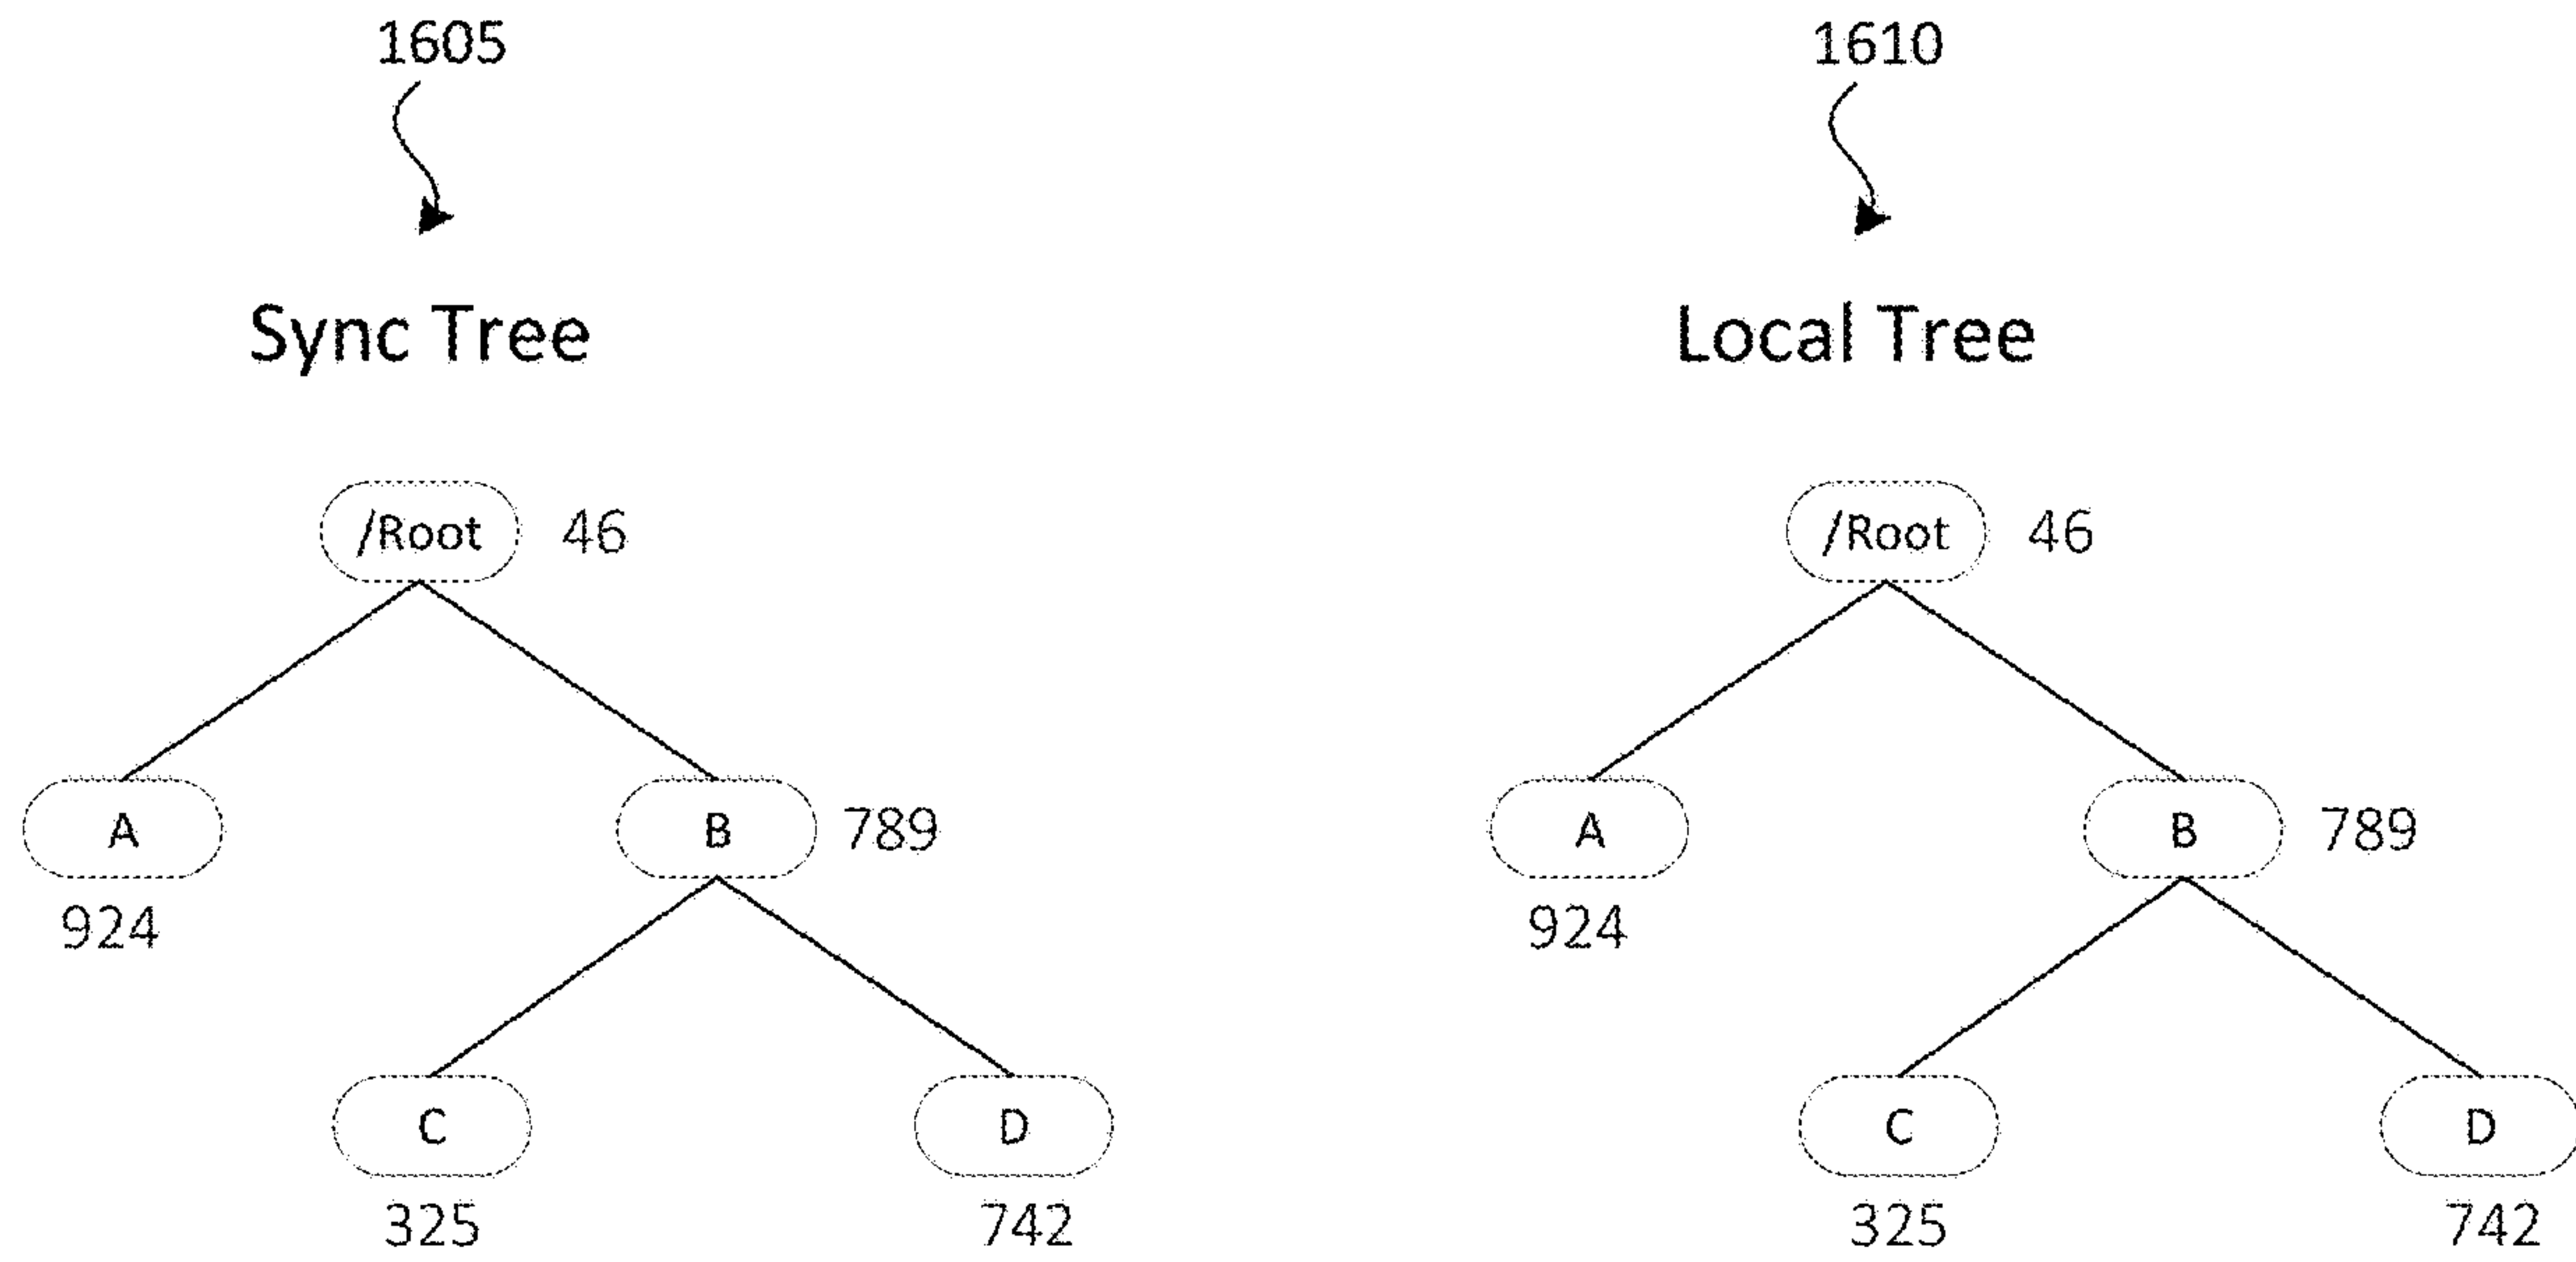 1605
Sync Tree
/Root 46
A
B 789
924
C
D
325
742
1610
Local Tree
/Root 46
A
B 789
924
C
D
325
742